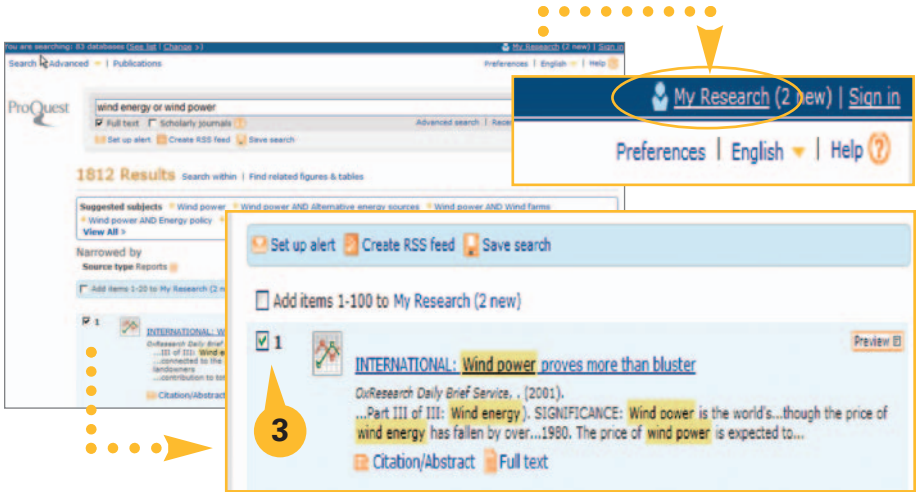 You are searching: 83 databases (See list | Change >)
My Research (2 new) | Sign in
Search Advanced | Publications
Preferences | English | Help ?
ProQuest
wind energy or wind power
Full text Scholarly journals ?
Advanced search |
Set up alert Create RSS feed Save search
1812 Results Search within | Find related figures & tables
Suggested subjects Wind power Wind power AND Alternative energy sources Wind power AND Wind farms
Wind power AND Energy policy
View All >
Narrowed by
Source type Reports
Add items 1-20 to My Research (2
1
INTERNATIONAL:
OxResearch Daily Brief
...III of III: Wind
...connected to the
landowners
...contribution to
Citation/Abstract
My Research (2 new) | Sign in
Preferences | English | Help ?
Set up alert Create RSS feed Save search
Add items 1-100 to My Research (2 new)
1
Preview
INTERNATIONAL: Wind power proves more than bluster
OxResearch Daily Brief Service, . (2001).
...Part III of III: Wind energy). SIGNIFICANCE: Wind power is the world's...though the price of
wind energy has fallen by over...1980. The price of wind power is expected to...
Citation/Abstract Full text
3